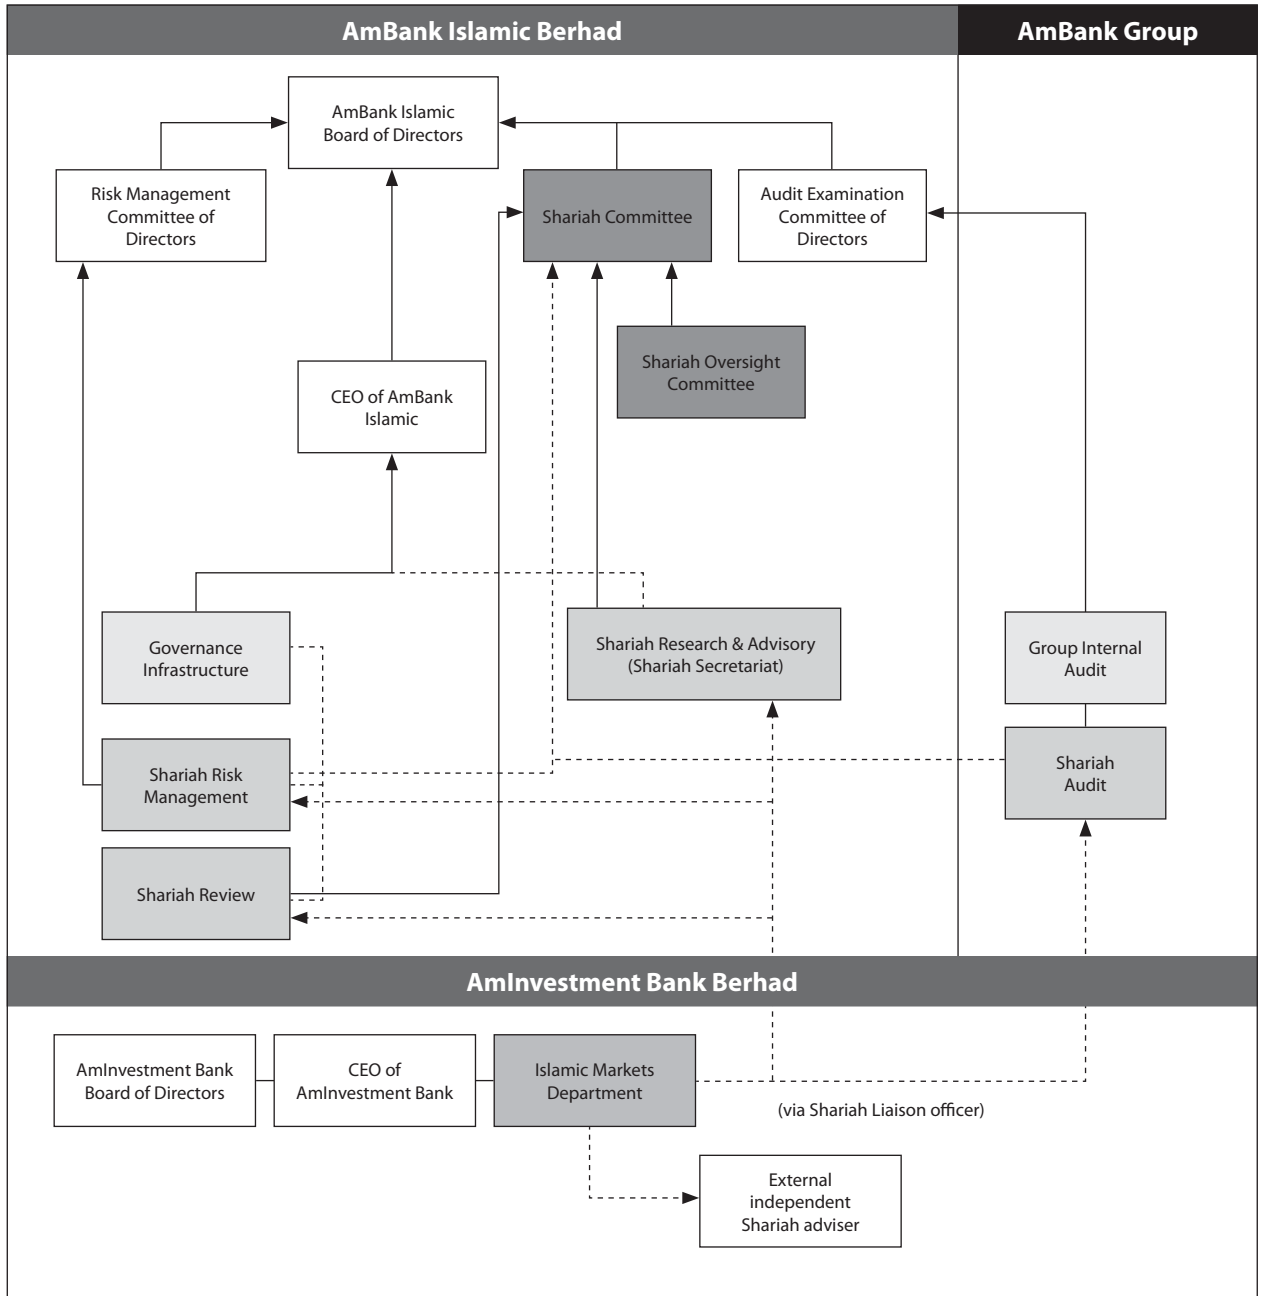 AmBank Islamic Berhad
AmBank Group
AmBank Islamic
Board of Directors
Risk Management
Committee of
Directors
Shariah Committee
Audit Examination
Committee of
Directors
Shariah Oversight
Committee
CEO of AmBank
Islamic
Governance
Infrastructure
Shariah Research & Advisory
(Shariah Secretariat)
Group Internal
Audit
Shariah Risk
Management
Shariah
Audit
Shariah Review
AmInvestment Bank Berhad
AmInvestment Bank
Board of Directors
CEO of
AmInvestment Bank
Islamic Markets
Department
(via Shariah Liaison officer)
External
independent
Shariah adviser